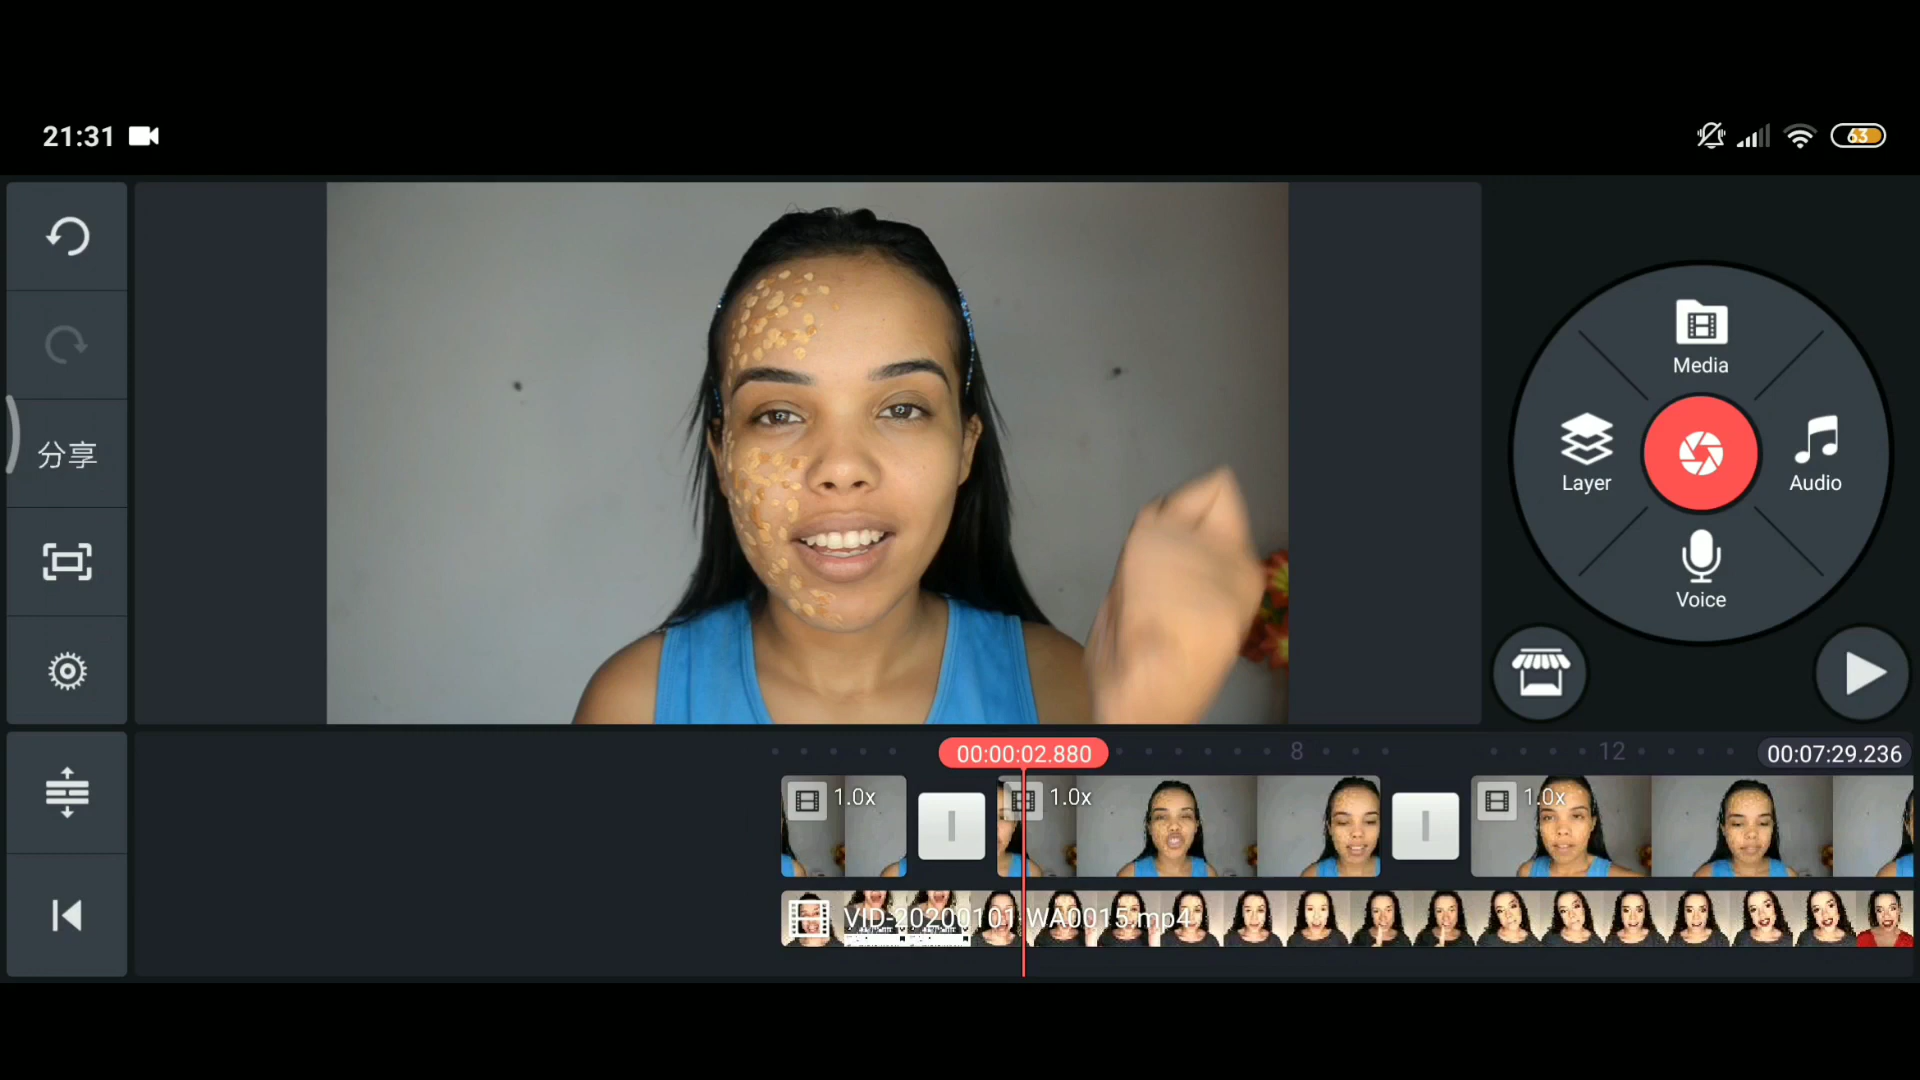 21:31
63
分享
Media
Layer
Audio
Voice
00:00:02.880
8
12
00:07:29.236
1.0x
1.0x
1.0x
VID-20200101-WA0015.mp4